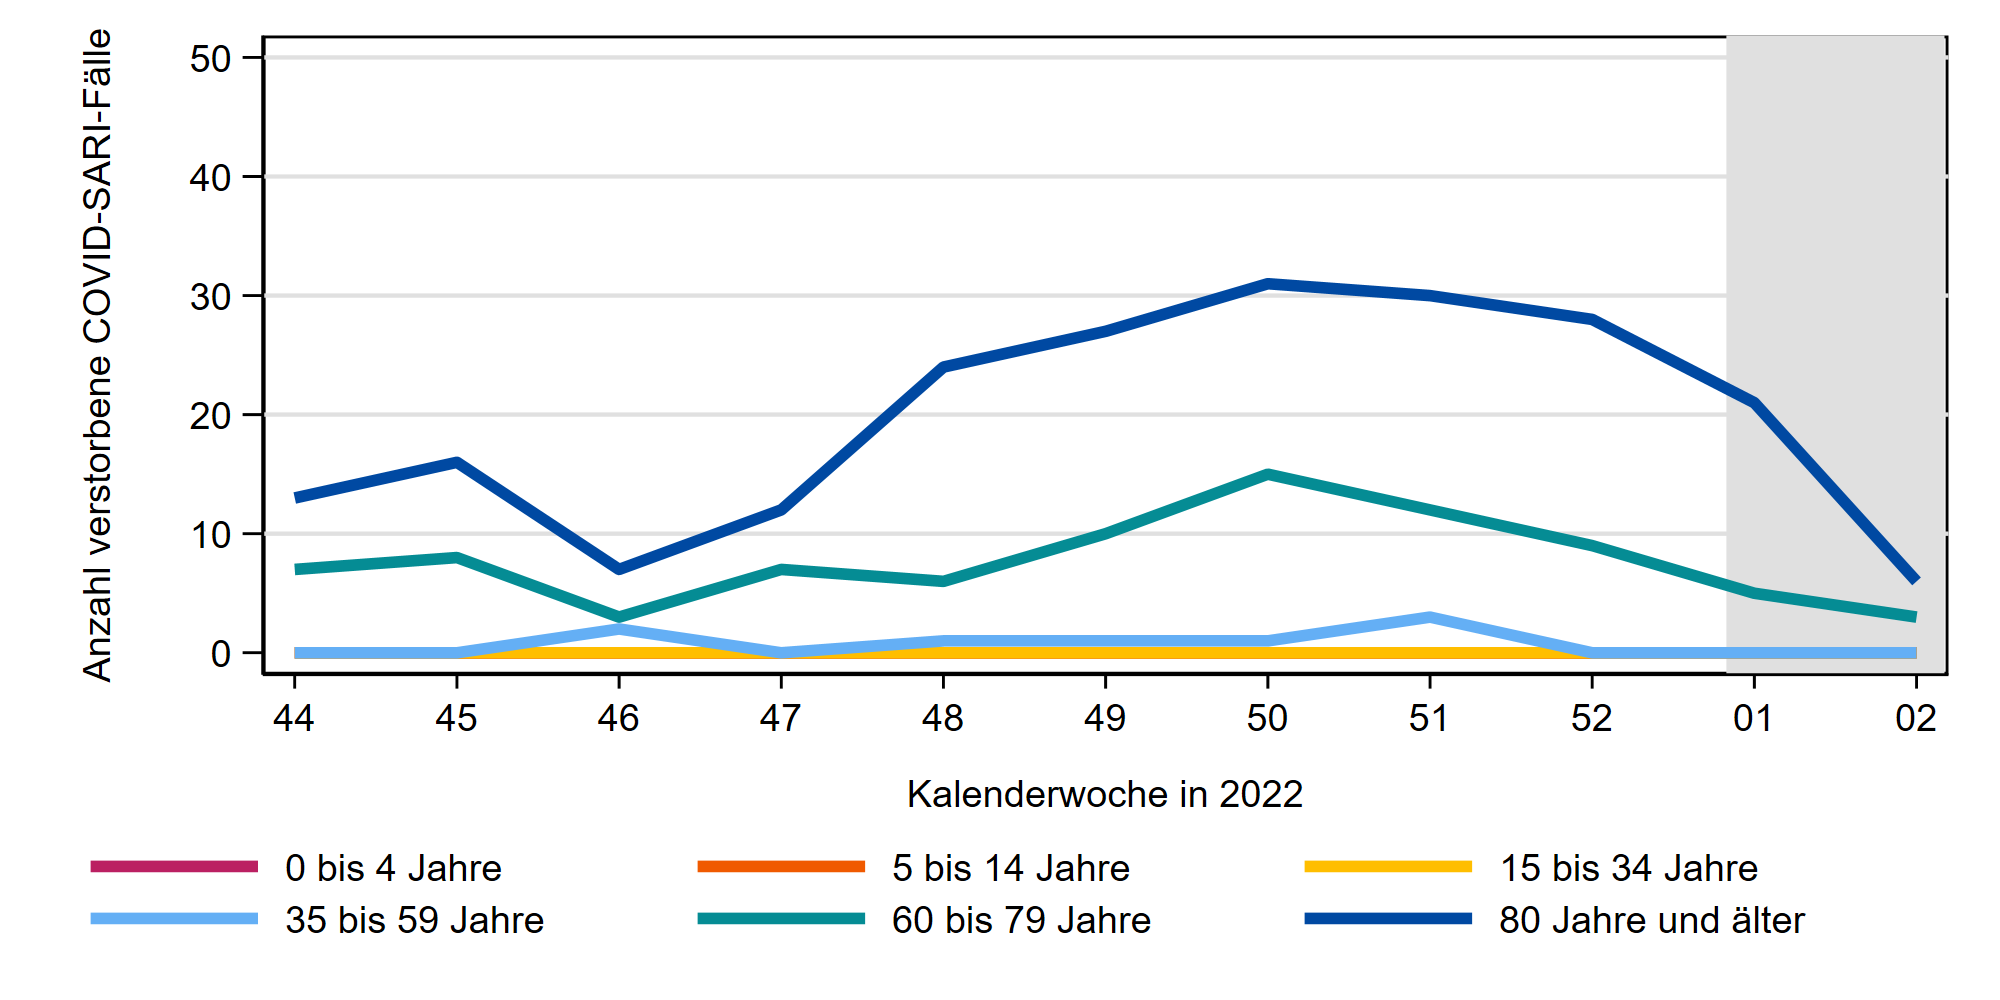 Anzahl verstorbene COVID-SARI-Fälle
50
40
30
20
10
0
44 45 46 47 48 49 50 51 52 01 02
Kalenderwoche in 2022
0 bis 4 Jahre 5 bis 14 Jahre 15 bis 34 Jahre
35 bis 59 Jahre 60 bis 79 Jahre 80 Jahre und älter